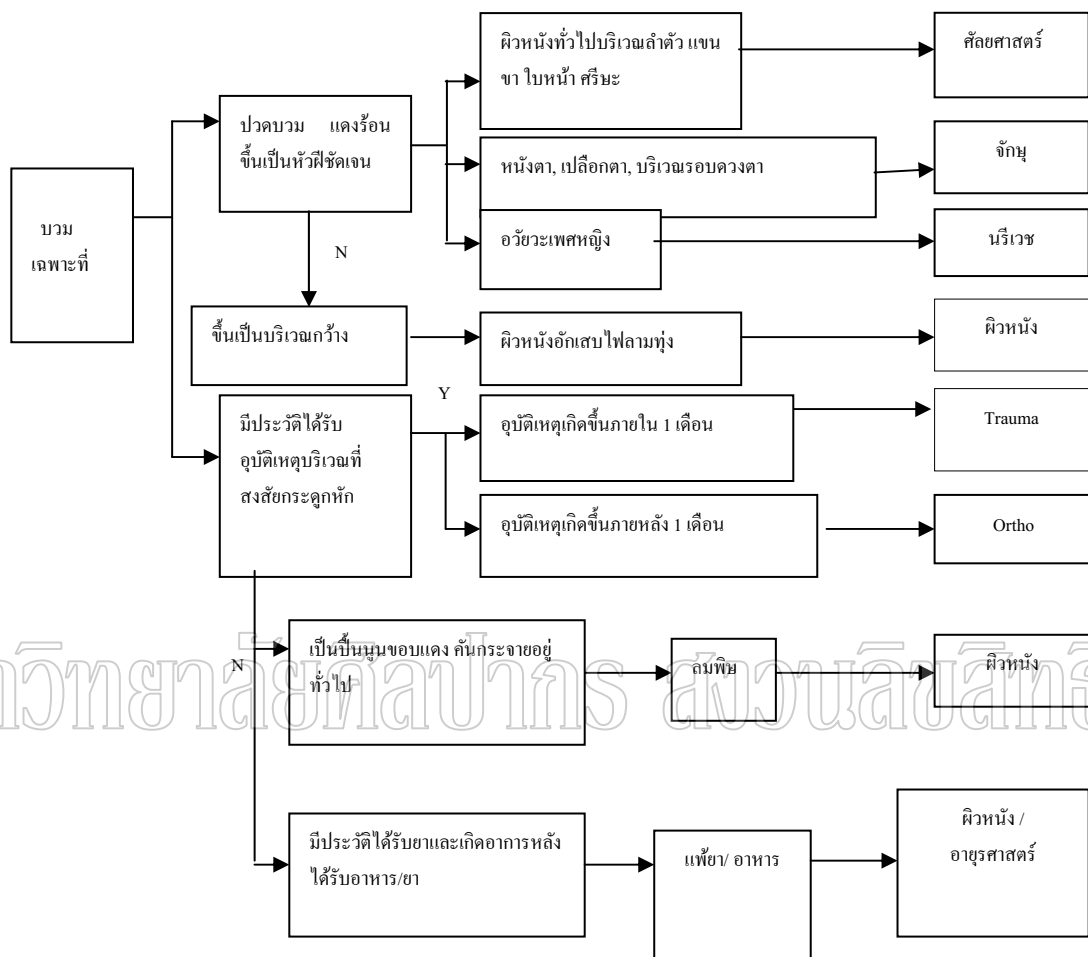 ผิวหนังทั่วไปบริเวณลำตัว แขน
ขา ใบหน้า ศรีษะ
ศัลยศาสตร์
ปวดบวม แดงร้อน
ขึ้นเป็นหัวฝีชัดเจน
หนังตา, เปลือกตา, บริเวณรอบดวงตา
จักษุ
บวม
เฉพาะที่
N
อวัยวะเพศหญิง
นรีเวช
ขึ้นเป็นบริเวณกว้าง
ผิวหนังอักเสบไฟลามทุ่ง
ผิวหนัง
Y
มีประวัติได้รับ
อุบัติเหตุบริเวณที่
สงสัยกระดูกหัก
อุบัติเหตุเกิดขึ้นภายใน 1 เดือน
Trauma
อุบัติเหตุเกิดขึ้นภายหลัง 1 เดือน
Ortho
N
เป็นปื้นนูนขอบแดง คันกระจายอยู่
ทั่วไป
ลมพิษ
ผิวหนัง
มีประวัติได้รับยาและเกิดอาการหลัง
ได้รับอาหาร/ยา
แพ้ยา/ อาหาร
ผิวหนัง /
อายุรศาสตร์